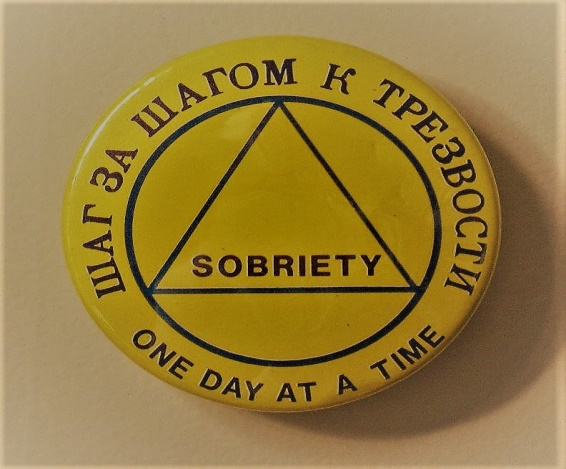 ШАГ ЗА ШАГОМ К ТРЕЗВОСТИ
SOBRIETY
ONE DAY AT A TIME